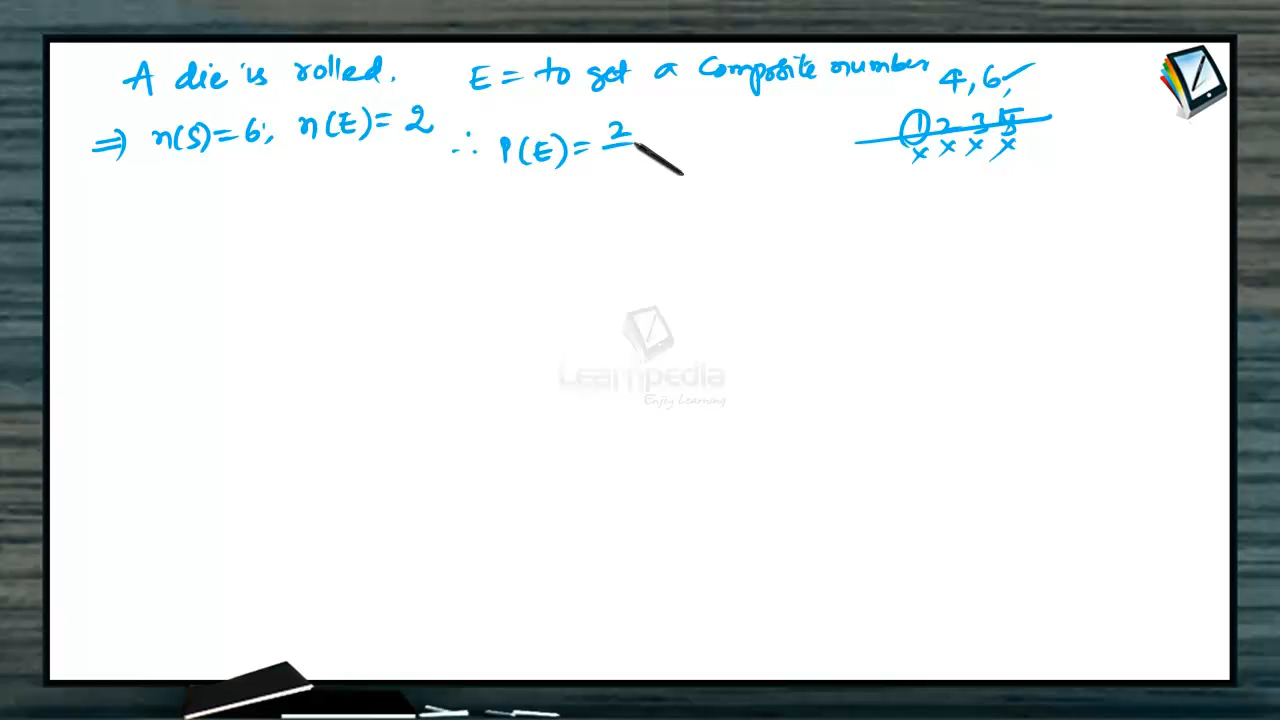 A die is rolled. E = to get a composite number 4, 6,
⇒ n(S) = 6, n(E) = 2 ∴ P(E) = 2
1 2 3 5
x x x x
Learnpedia
Enjoy Learning